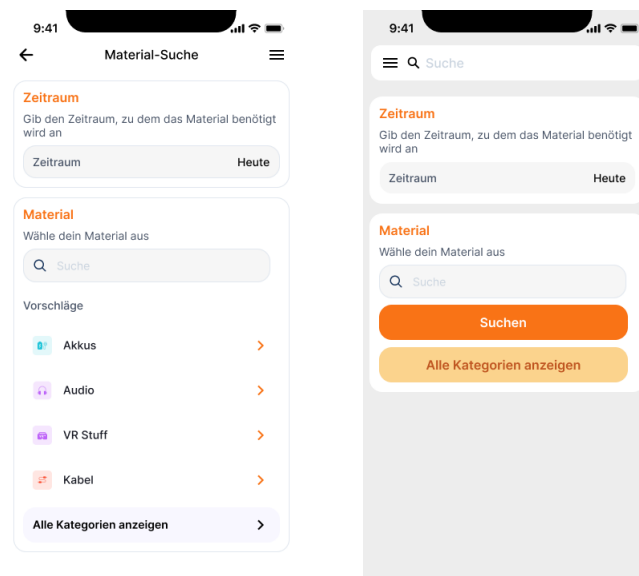 9:41
Material-Suche
Zeitraum
Gib den Zeitraum, zu dem das Material benötigt
wird an
Zeitraum Heute
Material
Wähle dein Material aus
Suche
Vorschläge
Akkus
Audio
VR Stuff
Kabel
Alle Kategorien anzeigen
9:41
Suche
Zeitraum
Gib den Zeitraum, zu dem das Material benötigt
wird an
Zeitraum Heute
Material
Wähle dein Material aus
Suche
Suchen
Alle Kategorien anzeigen